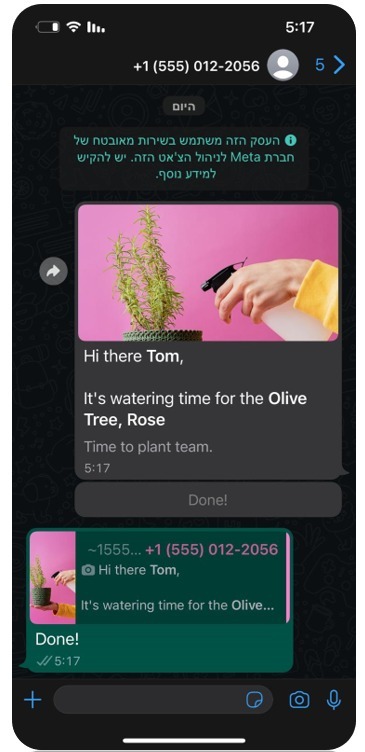 5:17
+1 (555) 012-2056
5
היום
העסק הזה משתמש בשירות מאובטח של
חברת Meta לניהול הצ'אט הזה. יש להקיש
למידע נוסף.
Hi there Tom,
It's watering time for the Olive
Tree, Rose
Time to plant team.
5:17
Done!
~1555... +1 (555) 012-2056
Hi there Tom,
It's watering time for the Olive...
Done!
5:17